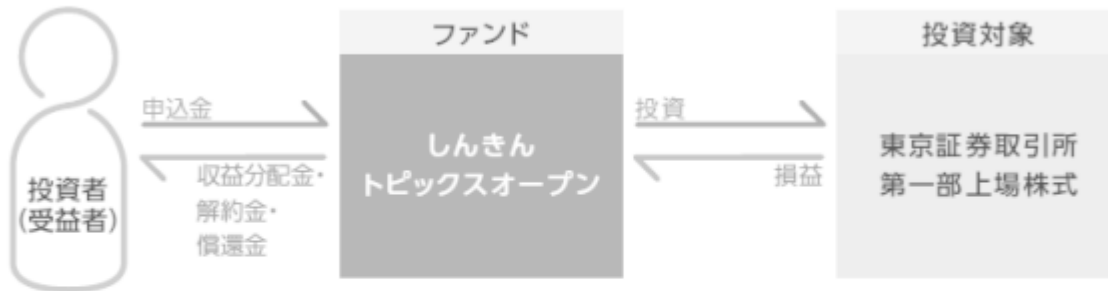 ファンド
投資対象
申込金
投資
しんきん
トピックスオープン
東京証券取引所
第一部上場株式
収益分配金・
解約金・
償還金
損益
投資者
(受益者)